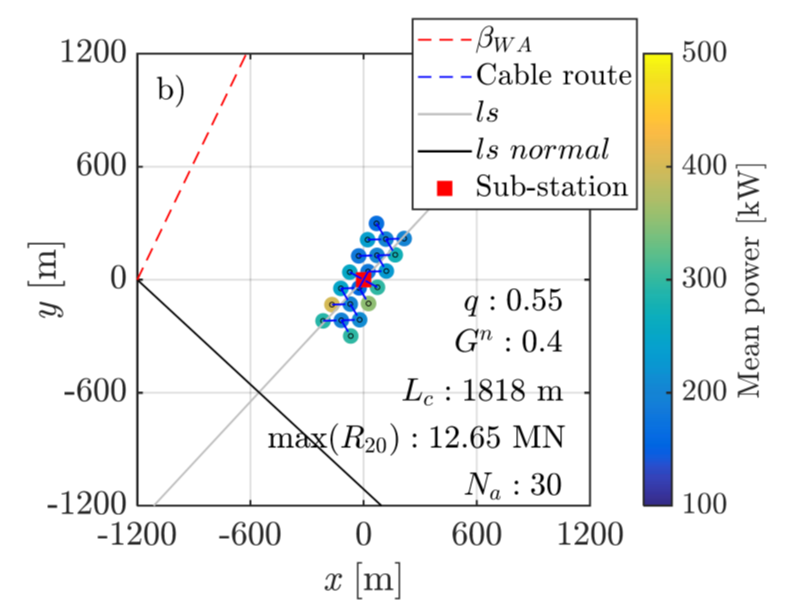 β_WA
Cable route
ls
ls normal
Sub-station
b)
1200
600
0
-600
-1200
y [m]
-1200 -600 0 600 1200
x [m]
q : 0.55
G^n : 0.4
L_c : 1818 m
max(R_20) : 12.65 MN
N_a : 30
500
400
300
200
100
Mean power [kW]